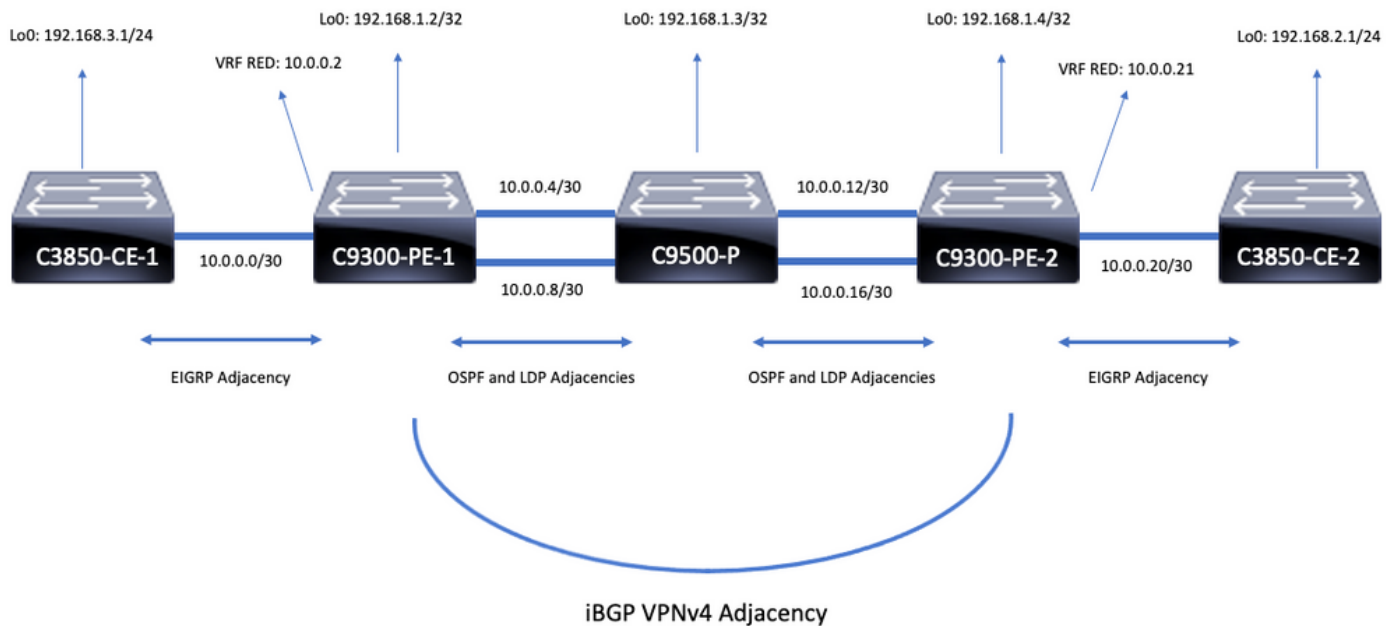 Lo0: 192.168.3.1/24
Lo0: 192.168.1.2/32
Lo0: 192.168.1.3/32
Lo0: 192.168.1.4/32
Lo0: 192.168.2.1/24
VRF RED: 10.0.0.2
VRF RED: 10.0.0.21
C3850-CE-1
10.0.0.0/30
C9300-PE-1
10.0.0.4/30
10.0.0.8/30
C9500-P
10.0.0.12/30
10.0.0.16/30
C9300-PE-2
10.0.0.20/30
C3850-CE-2
EIGRP Adjacency
OSPF and LDP Adjacencies
OSPF and LDP Adjacencies
EIGRP Adjacency
iBGP VPNv4 Adjacency